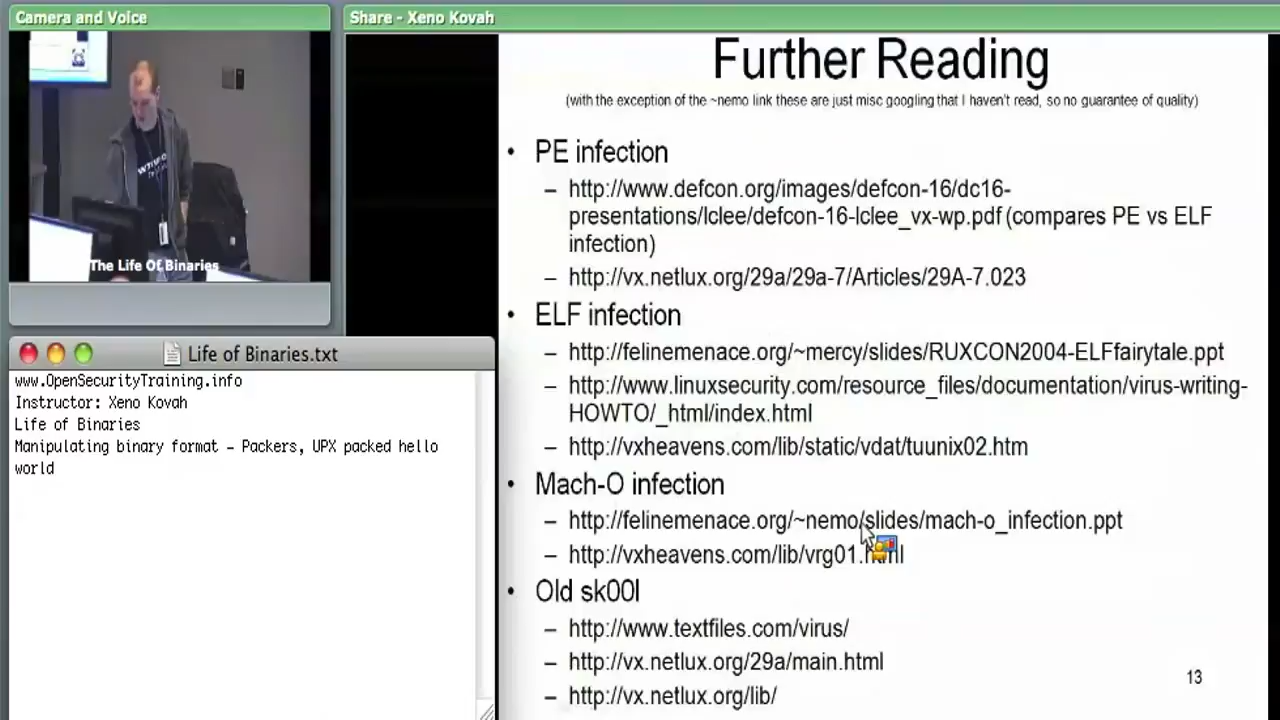 Camera and Voice
The Life Of Binaries
Life of Binaries.txt
www.OpenSecurityTraining.info
Instructor: Xeno Kovah
Life of Binaries
Manipulating binary format - Packers, UPX packed hello
world
Share - Xeno Kovah
Further Reading
(with the exception of the ~nemo link these are just misc googling that I haven't read, so no guarantee of quality)
• PE infection
– http://www.defcon.org/images/defcon-16/dc16-
presentations/lclee/defcon-16-lclee_vx-wp.pdf (compares PE vs ELF
infection)
– http://vx.netlux.org/29a/29a-7/Articles/29A-7.023
• ELF infection
– http://felinemenace.org/~mercy/slides/RUXCON2004-ELFfairytale.ppt
– http://www.linuxsecurity.com/resource_files/documentation/virus-writing-
HOWTO/_html/index.html
– http://vxheavens.com/lib/static/vdat/tuunix02.htm
• Mach-O infection
– http://felinemenace.org/~nemo/slides/mach-o_infection.ppt
– http://vxheavens.com/lib/vrg01.html
• Old sk00l
– http://www.textfiles.com/virus/
– http://vx.netlux.org/29a/main.html
– http://vx.netlux.org/lib/
13